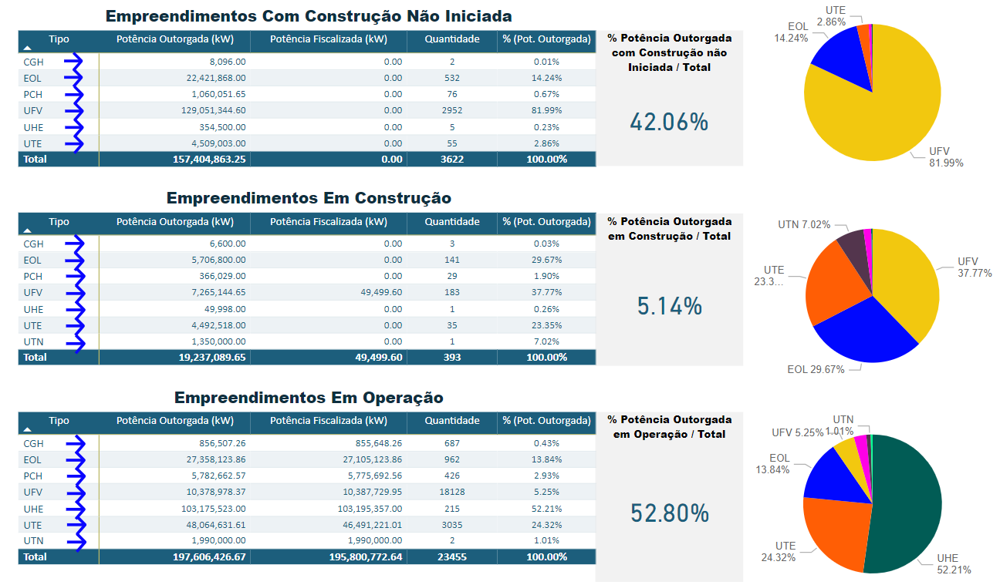 Empreendimentos Com Construção Não Iniciada
Tipo Potência Outorgada (kW) Potência Fiscalizada (kW) Quantidade % (Pot. Outorgada)
CGH 8,096.00 0.00 2 0.01%
EOL 22,421,868.00 0.00 532 14.24%
PCH 1,060,051.65 0.00 76 0.67%
UFV 129,051,344.60 0.00 2952 81.99%
UHE 354,500.00 0.00 5 0.23%
UTE 4,509,003.00 0.00 55 2.86%
Total 157,404,863.25 0.00 3622 100.00%
% Potência Outorgada
com Construção não
Iniciada / Total
42.06%
UTE
2.86%
EOL
14.24%
UFV
81.99%
Empreendimentos Em Construção
Tipo Potência Outorgada (kW) Potência Fiscalizada (kW) Quantidade % (Pot. Outorgada)
CGH 6,600.00 0.00 3 0.03%
EOL 5,706,800.00 0.00 141 29.67%
PCH 366,029.00 0.00 29 1.90%
UFV 7,265,144.65 49,499.60 183 37.77%
UHE 49,998.00 0.00 1 0.26%
UTE 4,492,518.00 0.00 35 23.35%
UTN 1,350,000.00 0.00 1 7.02%
Total 19,237,089.65 49,499.60 393 100.00%
% Potência Outorgada
em Construção / Total
5.14%
UTN 7.02%
UFV
37.77%
UTE
23.3...
EOL 29.67%
Empreendimentos Em Operação
Tipo Potência Outorgada (kW) Potência Fiscalizada (kW) Quantidade % (Pot. Outorgada)
CGH 856,507.26 855,648.26 687 0.43%
EOL 27,358,123.86 27,105,123.86 962 13.84%
PCH 5,782,662.57 5,775,692.56 426 2.93%
UFV 10,378,978.37 10,387,729.95 18128 5.25%
UHE 103,175,523.00 103,195,357.00 215 52.21%
UTE 48,064,631.61 46,491,221.01 3035 24.32%
UTN 1,990,000.00 1,990,000.00 2 1.01%
Total 197,606,426.67 195,800,772.64 23455 100.00%
% Potência Outorgada
em Operação / Total
52.80%
UTN
1.01%
UFV 5.25%
EOL
13.84%
UTE
24.32%
UHE
52.21%